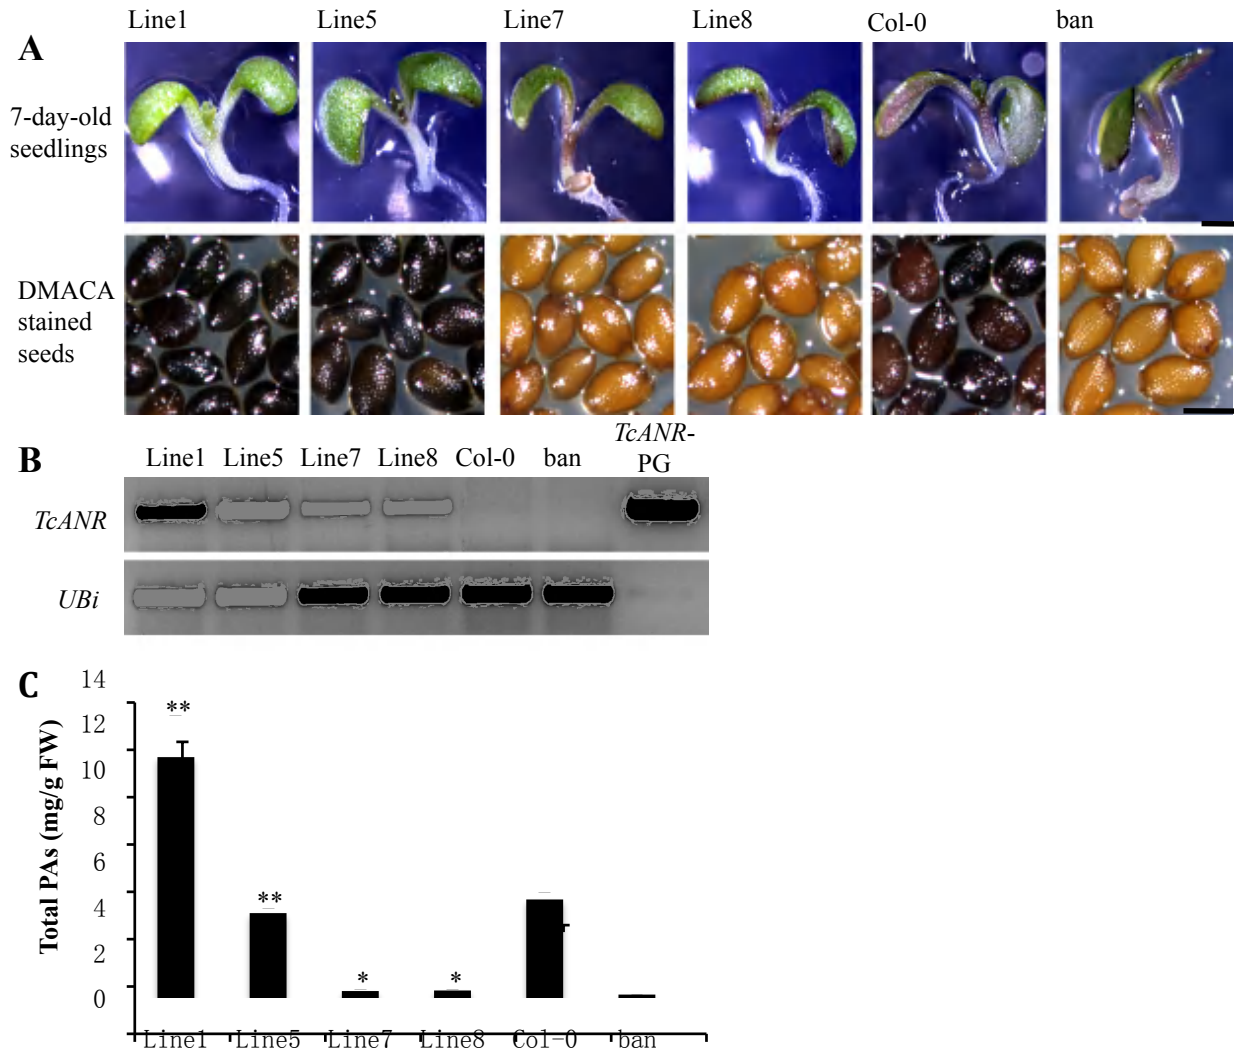 Line1 Line5 Line7 Line8 Col-0 ban
A
7-day-old
seedlings
DMACA
stained
seeds
B
Line1 Line5 Line7 Line8 Col-0 ban TcANR-
PG
TcANR
UBi
C
Total PAs (mg/g FW)
14
12
10
8
6
4
2
0
**
**
*
*
Line1 Line5 Line7 Line8 Col-0 ban